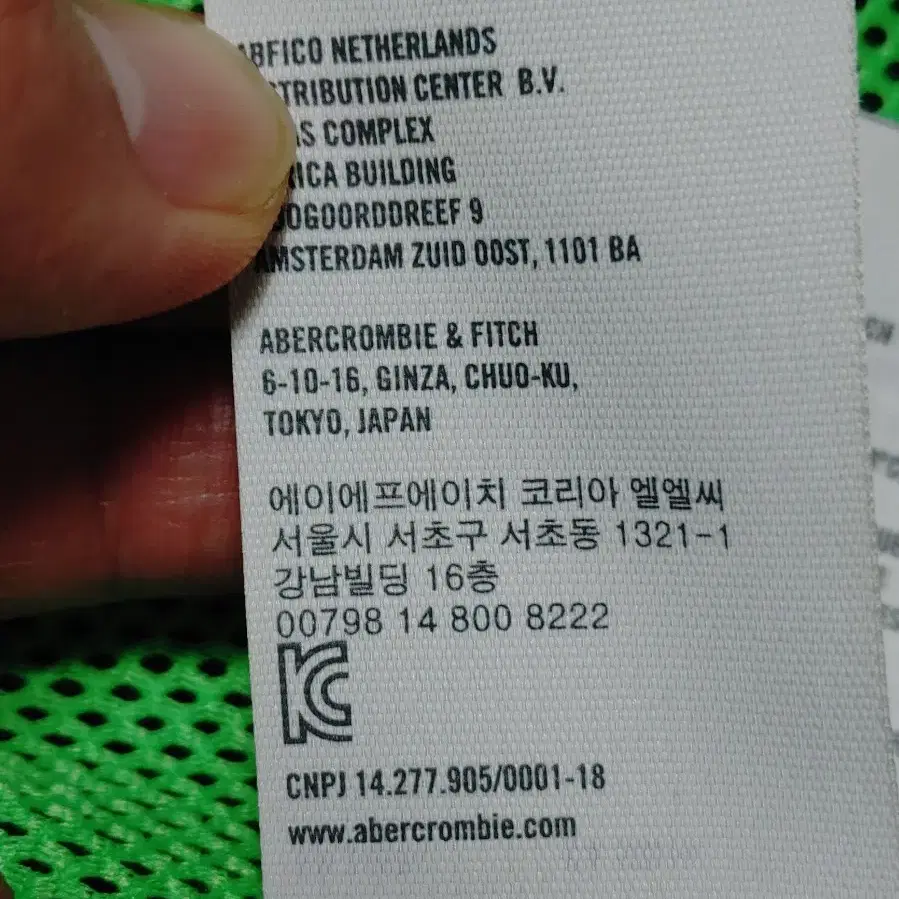 ABFICO NETHERLANDS
CENTER B.V.
COMPLEX
BUILDING
9
AMSTERDAM ZUID OOST, 1101 BA
ABERCROMBIE & FITCH
6-10-16, GINZA, CHUO-KU,
TOKYO, JAPAN
에이에프에이치 코리아 엘엘씨
서울시 서초구 서초동 1321-1
강남빌딩 16층
00798 14 800 8222
KC
CNPJ 14.277.905/0001-18
www.abercrombie.com